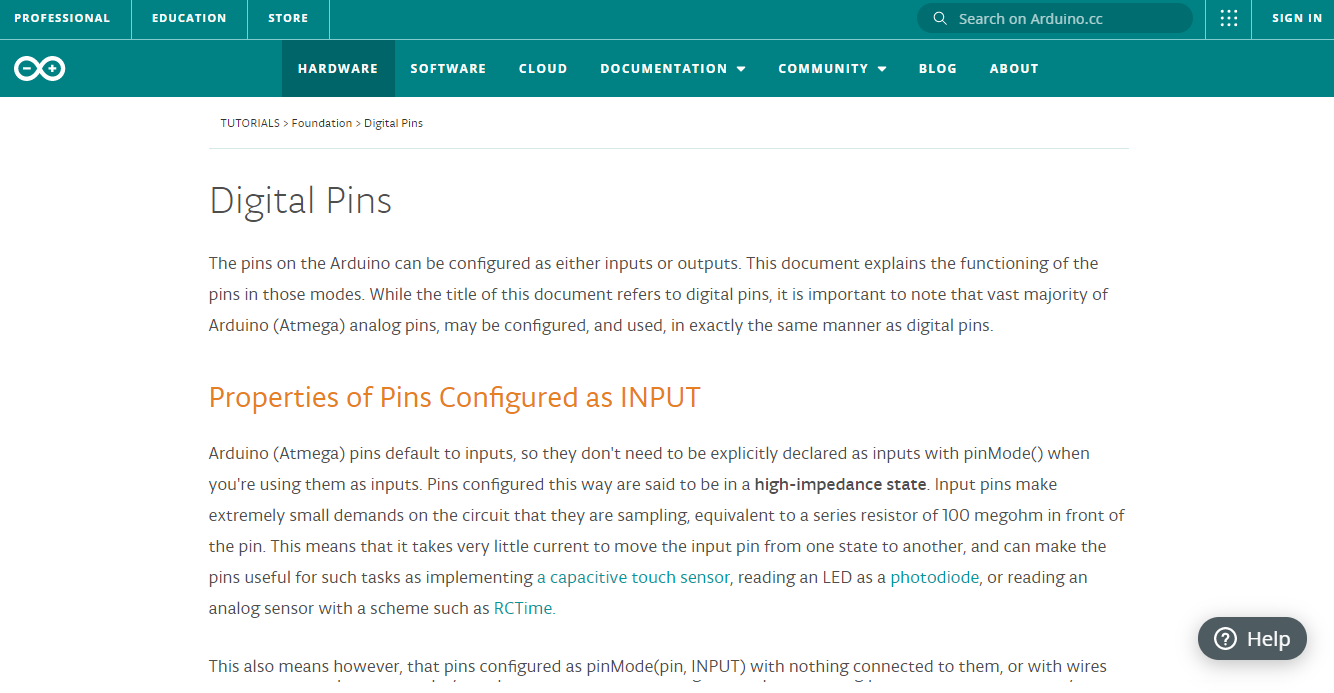 PROFESSIONAL EDUCATION STORE Search on Arduino.cc SIGN IN
HARDWARE SOFTWARE CLOUD DOCUMENTATION COMMUNITY BLOG ABOUT
TUTORIALS > Foundation > Digital Pins
Digital Pins
The pins on the Arduino can be configured as either inputs or outputs. This document explains the functioning of the
pins in those modes. While the title of this document refers to digital pins, it is important to note that vast majority of
Arduino (Atmega) analog pins, may be configured, and used, in exactly the same manner as digital pins.
Properties of Pins Configured as INPUT
Arduino (Atmega) pins default to inputs, so they don't need to be explicitly declared as inputs with pinMode() when
you're using them as inputs. Pins configured this way are said to be in a high-impedance state. Input pins make
extremely small demands on the circuit that they are sampling, equivalent to a series resistor of 100 megohm in front of
the pin. This means that it takes very little current to move the input pin from one state to another, and can make the
pins useful for such tasks as implementing a capacitive touch sensor, reading an LED as a photodiode, or reading an
analog sensor with a scheme such as RCTime.
Help
This also means however, that pins configured as pinMode(pin, INPUT) with nothing connected to them, or with wires